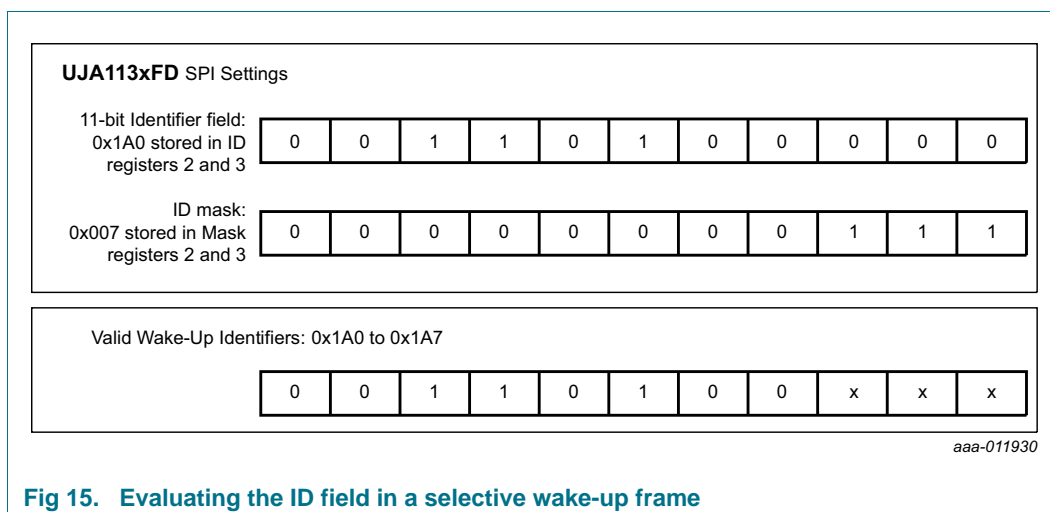 UJA113xFD SPI Settings
11-bit Identifier field:
0x1A0 stored in ID
registers 2 and 3
0 0 1 1 0 1 0 0 0 0 0
ID mask:
0x007 stored in Mask
registers 2 and 3
0 0 0 0 0 0 0 0 1 1 1
Valid Wake-Up Identifiers: 0x1A0 to 0x1A7
0 0 1 1 0 1 0 0 x x x
aaa-011930
Fig 15. Evaluating the ID field in a selective wake-up frame